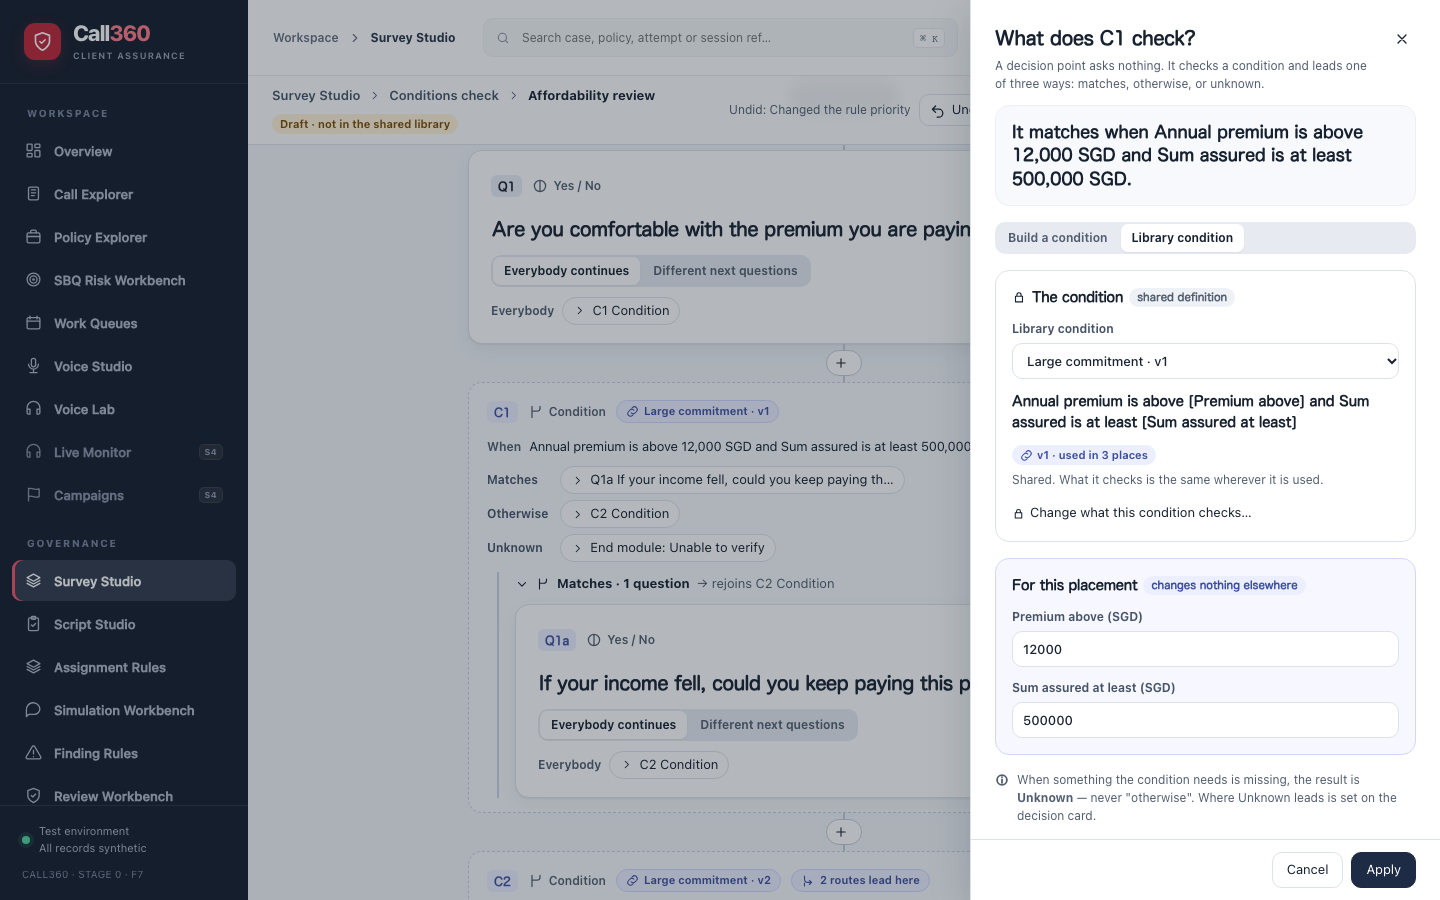 Call360
CLIENT ASSURANCE
WORKSPACE
Overview
Call Explorer
Policy Explorer
SBQ Risk Workbench
Work Queues
Voice Studio
Voice Lab
Live Monitor S4
Campaigns S4
GOVERNANCE
Survey Studio
Script Studio
Assignment Rules
Simulation Workbench
Finding Rules
Review Workbench
Test environment
All records synthetic
CALL360 · STAGE 0 · F7
Workspace > Survey Studio
Search case, policy, attempt or session ref... ⌘ K
Survey Studio > Conditions check > Affordability review
Draft · not in the shared library
Undid: Changed the rule priority
Q1 Yes / No
Are you comfortable with the premium you are
Everybody continues Different next questions
Everybody > C1 Condition
+
C1 Condition Large commitment · v1
When Annual premium is above 12,000 SGD and Sum assured is at least 500,000
Matches > Q1a If your income fell, could you keep paying th...
Otherwise > C2 Condition
Unknown > End module: Unable to verify
Matches · 1 question → rejoins C2 Condition
Q1a Yes / No
If your income fell, could you keep paying this
Everybody continues Different next questions
Everybody > C2 Condition
+
C2 Condition Large commitment · v2 2 routes lead here
What does C1 check?
A decision point asks nothing. It checks a condition and leads one
of three ways: matches, otherwise, or unknown.
It matches when Annual premium is above
12,000 SGD and Sum assured is at least
500,000 SGD.
Build a condition Library condition
The condition shared definition
Library condition
Large commitment · v1
Annual premium is above [Premium above] and Sum
assured is at least [Sum assured at least]
v1 · used in 3 places
Shared. What it checks is the same wherever it is used.
Change what this condition checks...
For this placement changes nothing elsewhere
Premium above (SGD)
12000
Sum assured at least (SGD)
500000
When something the condition needs is missing, the result is
Unknown — never "otherwise". Where Unknown leads is set on the
decision card.
Cancel Apply